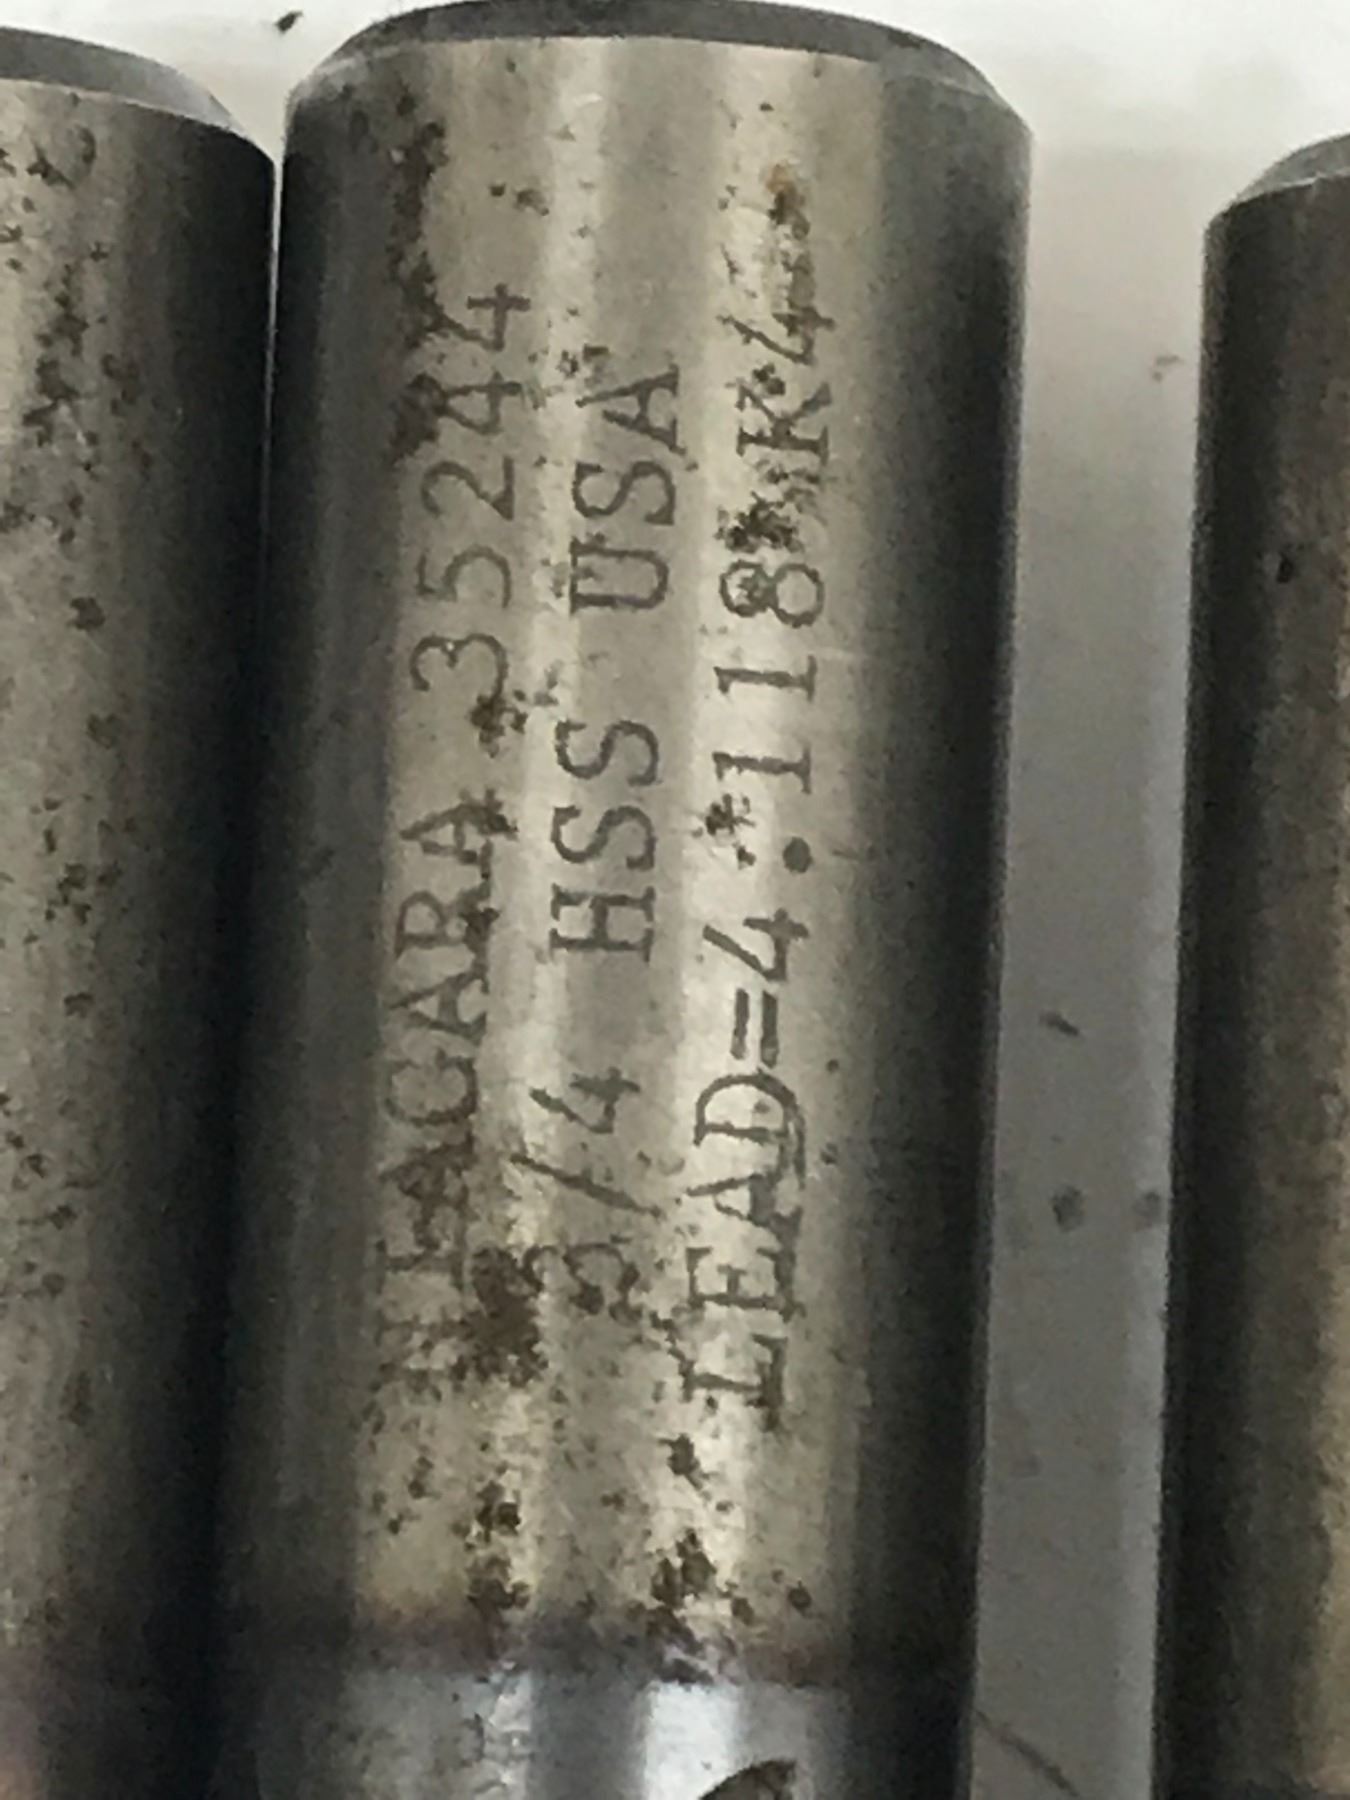 NIAGARA 35244
3/4 HSS USA
LEAD=4.118 K4